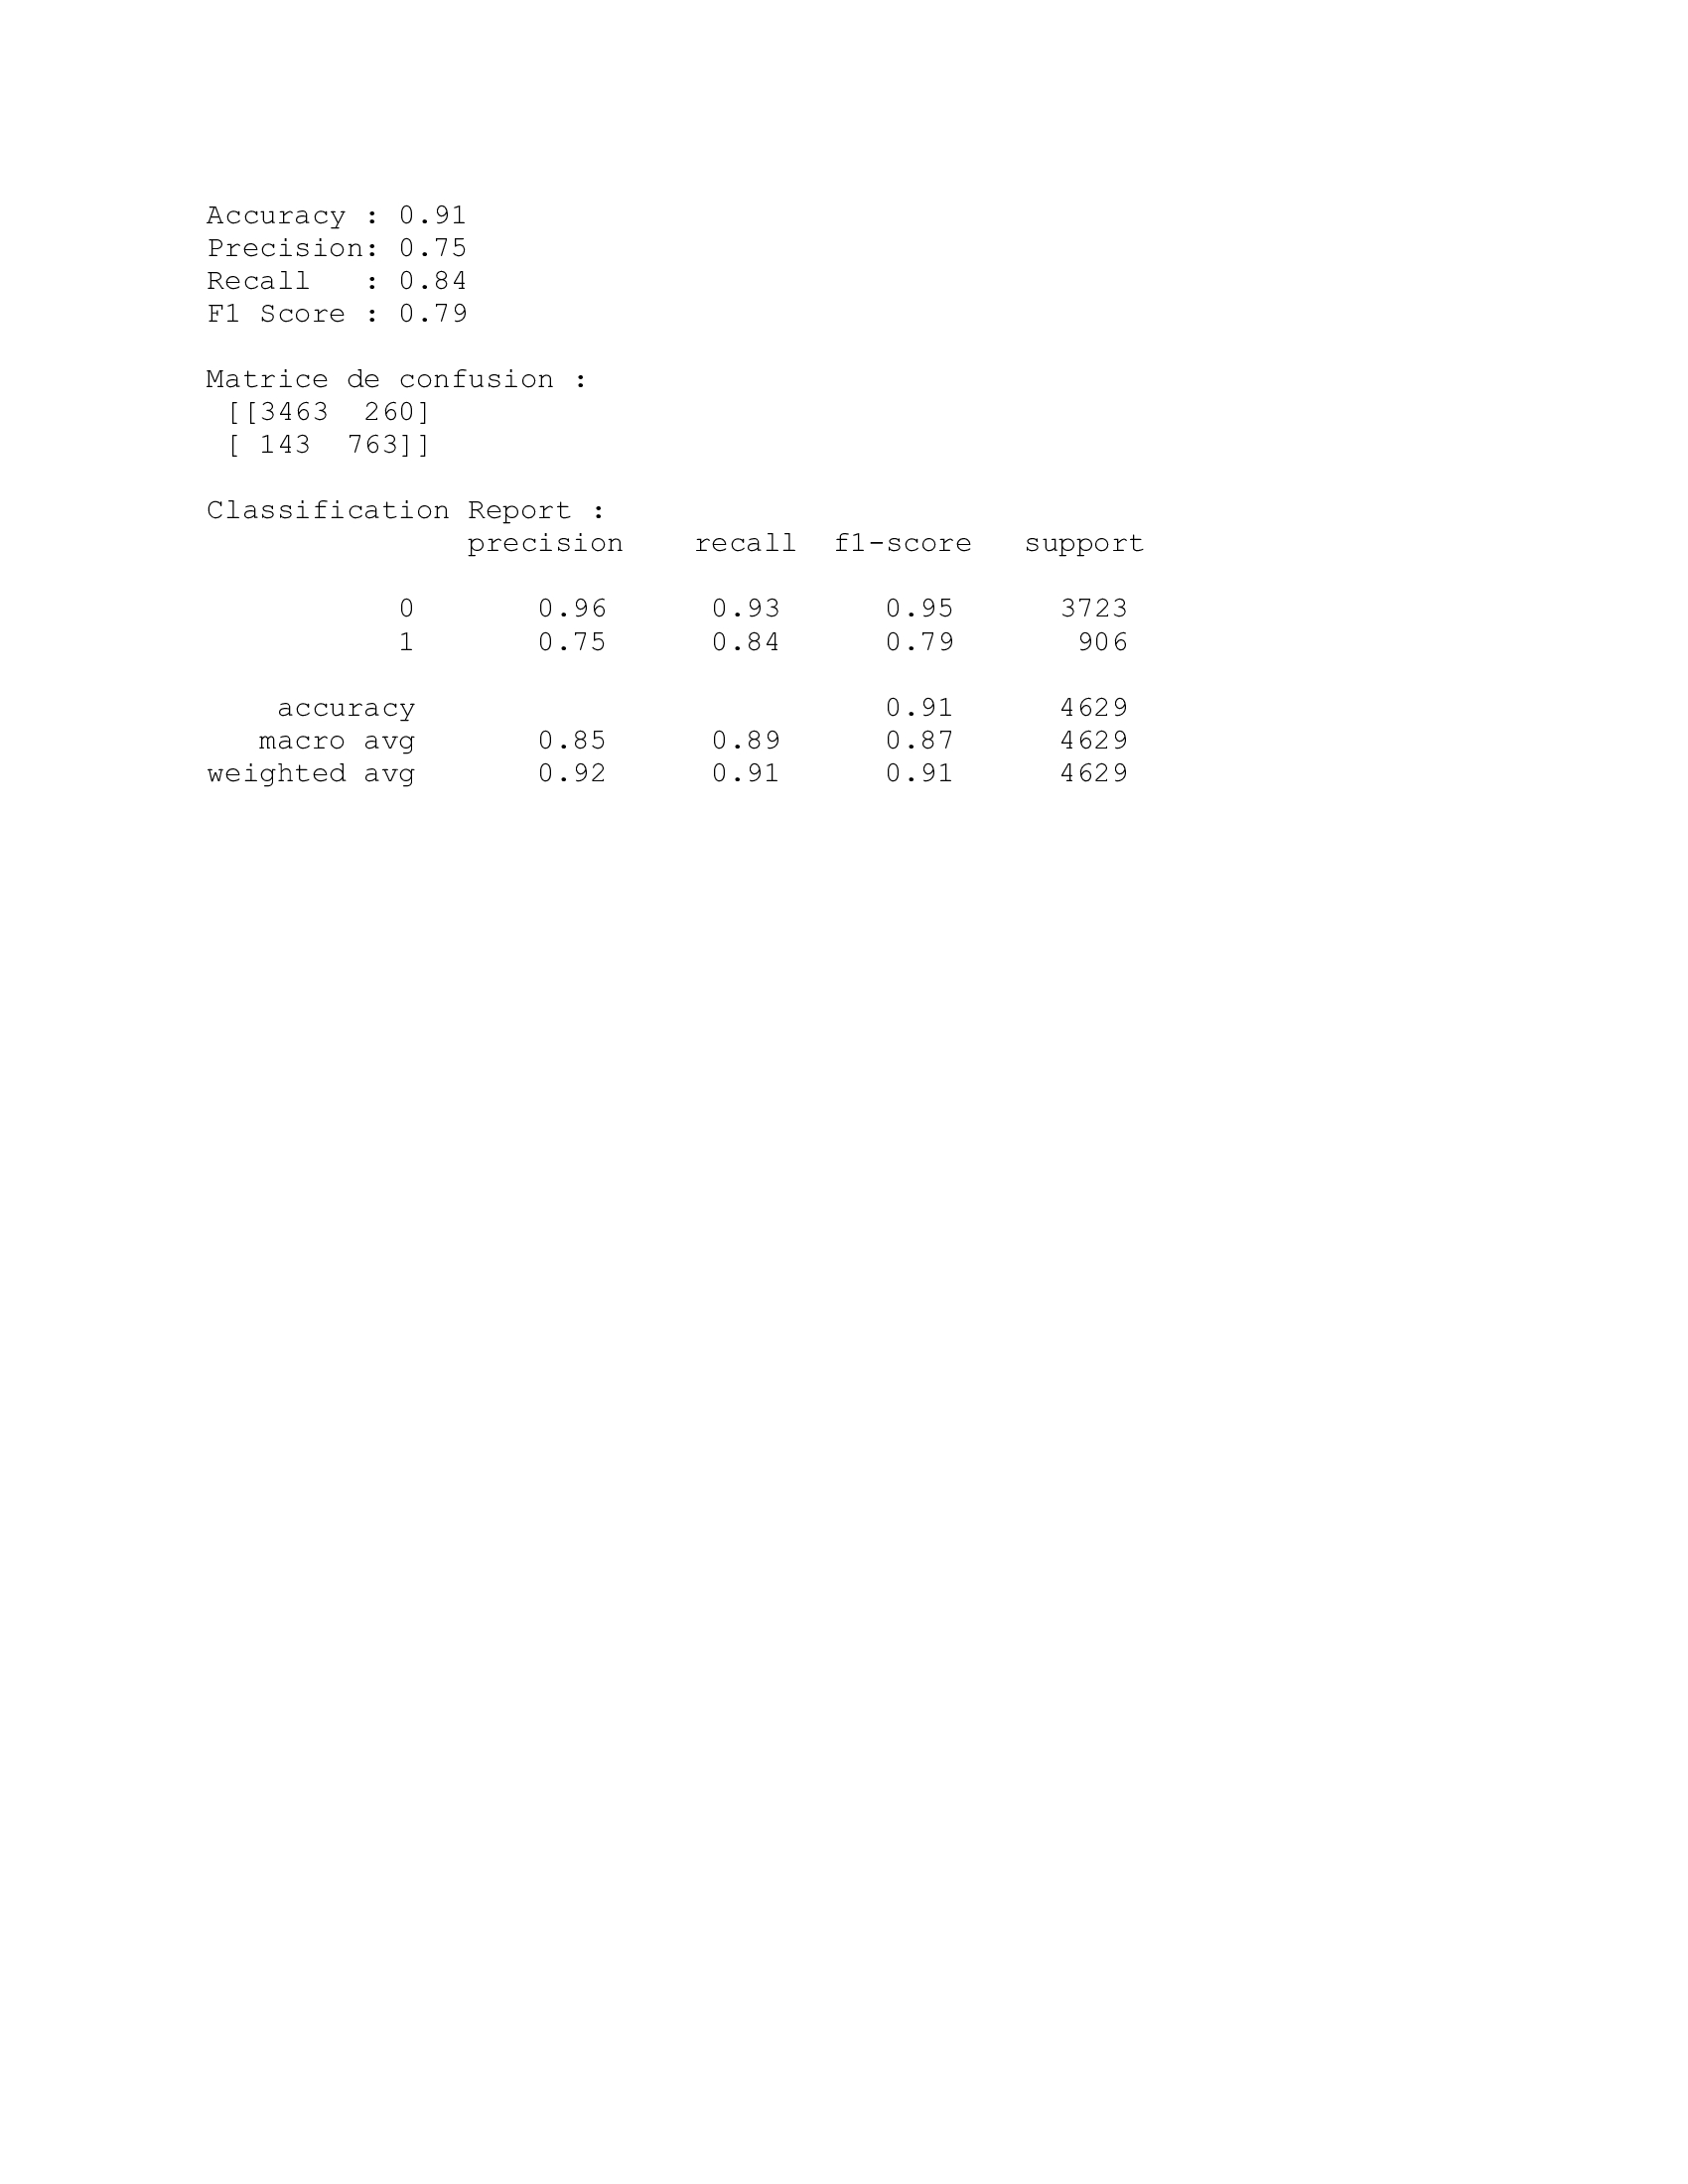 Accuracy : 0.91
Precision: 0.75
Recall   : 0.84
F1 Score : 0.79
Matrice de confusion :
[[3463  260]
[ 143  763]]
Classification Report :
precision    recall  f1-score   support
0       0.96      0.93      0.95      3723
1       0.75      0.84      0.79       906
accuracy                           0.91      4629
macro avg       0.85      0.89      0.87      4629
weighted avg       0.92      0.91      0.91      4629